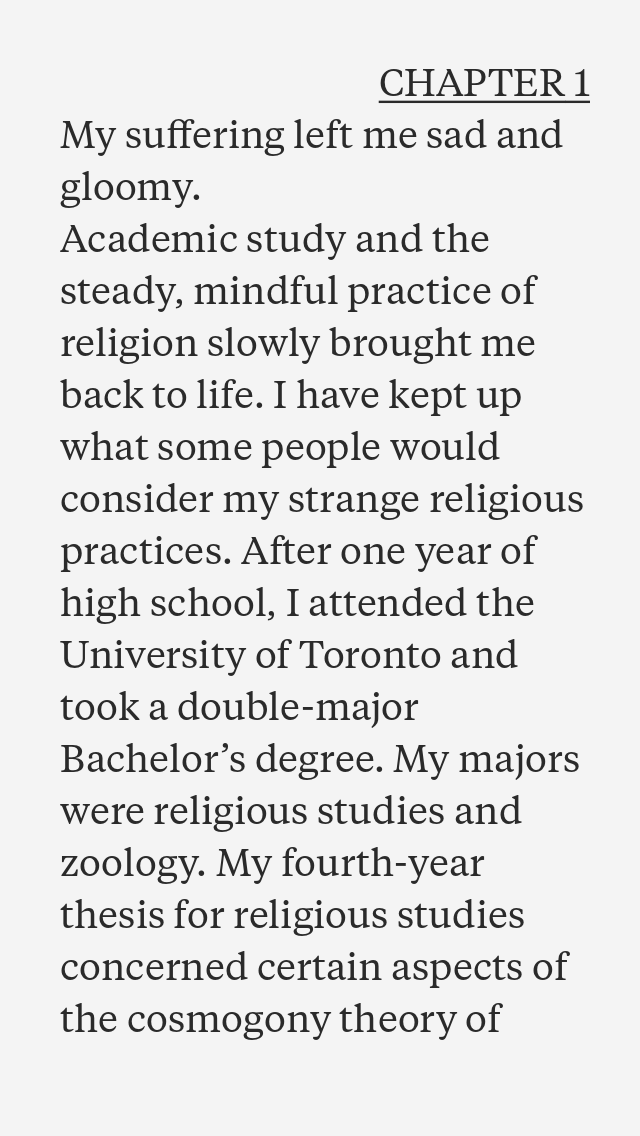 CHAPTER 1
My suffering left me sad and
gloomy.
Academic study and the
steady, mindful practice of
religion slowly brought me
back to life. I have kept up
what some people would
consider my strange religious
practices. After one year of
high school, I attended the
University of Toronto and
took a double-major
Bachelor’s degree. My majors
were religious studies and
zoology. My fourth-year
thesis for religious studies
concerned certain aspects of
the cosmogony theory of